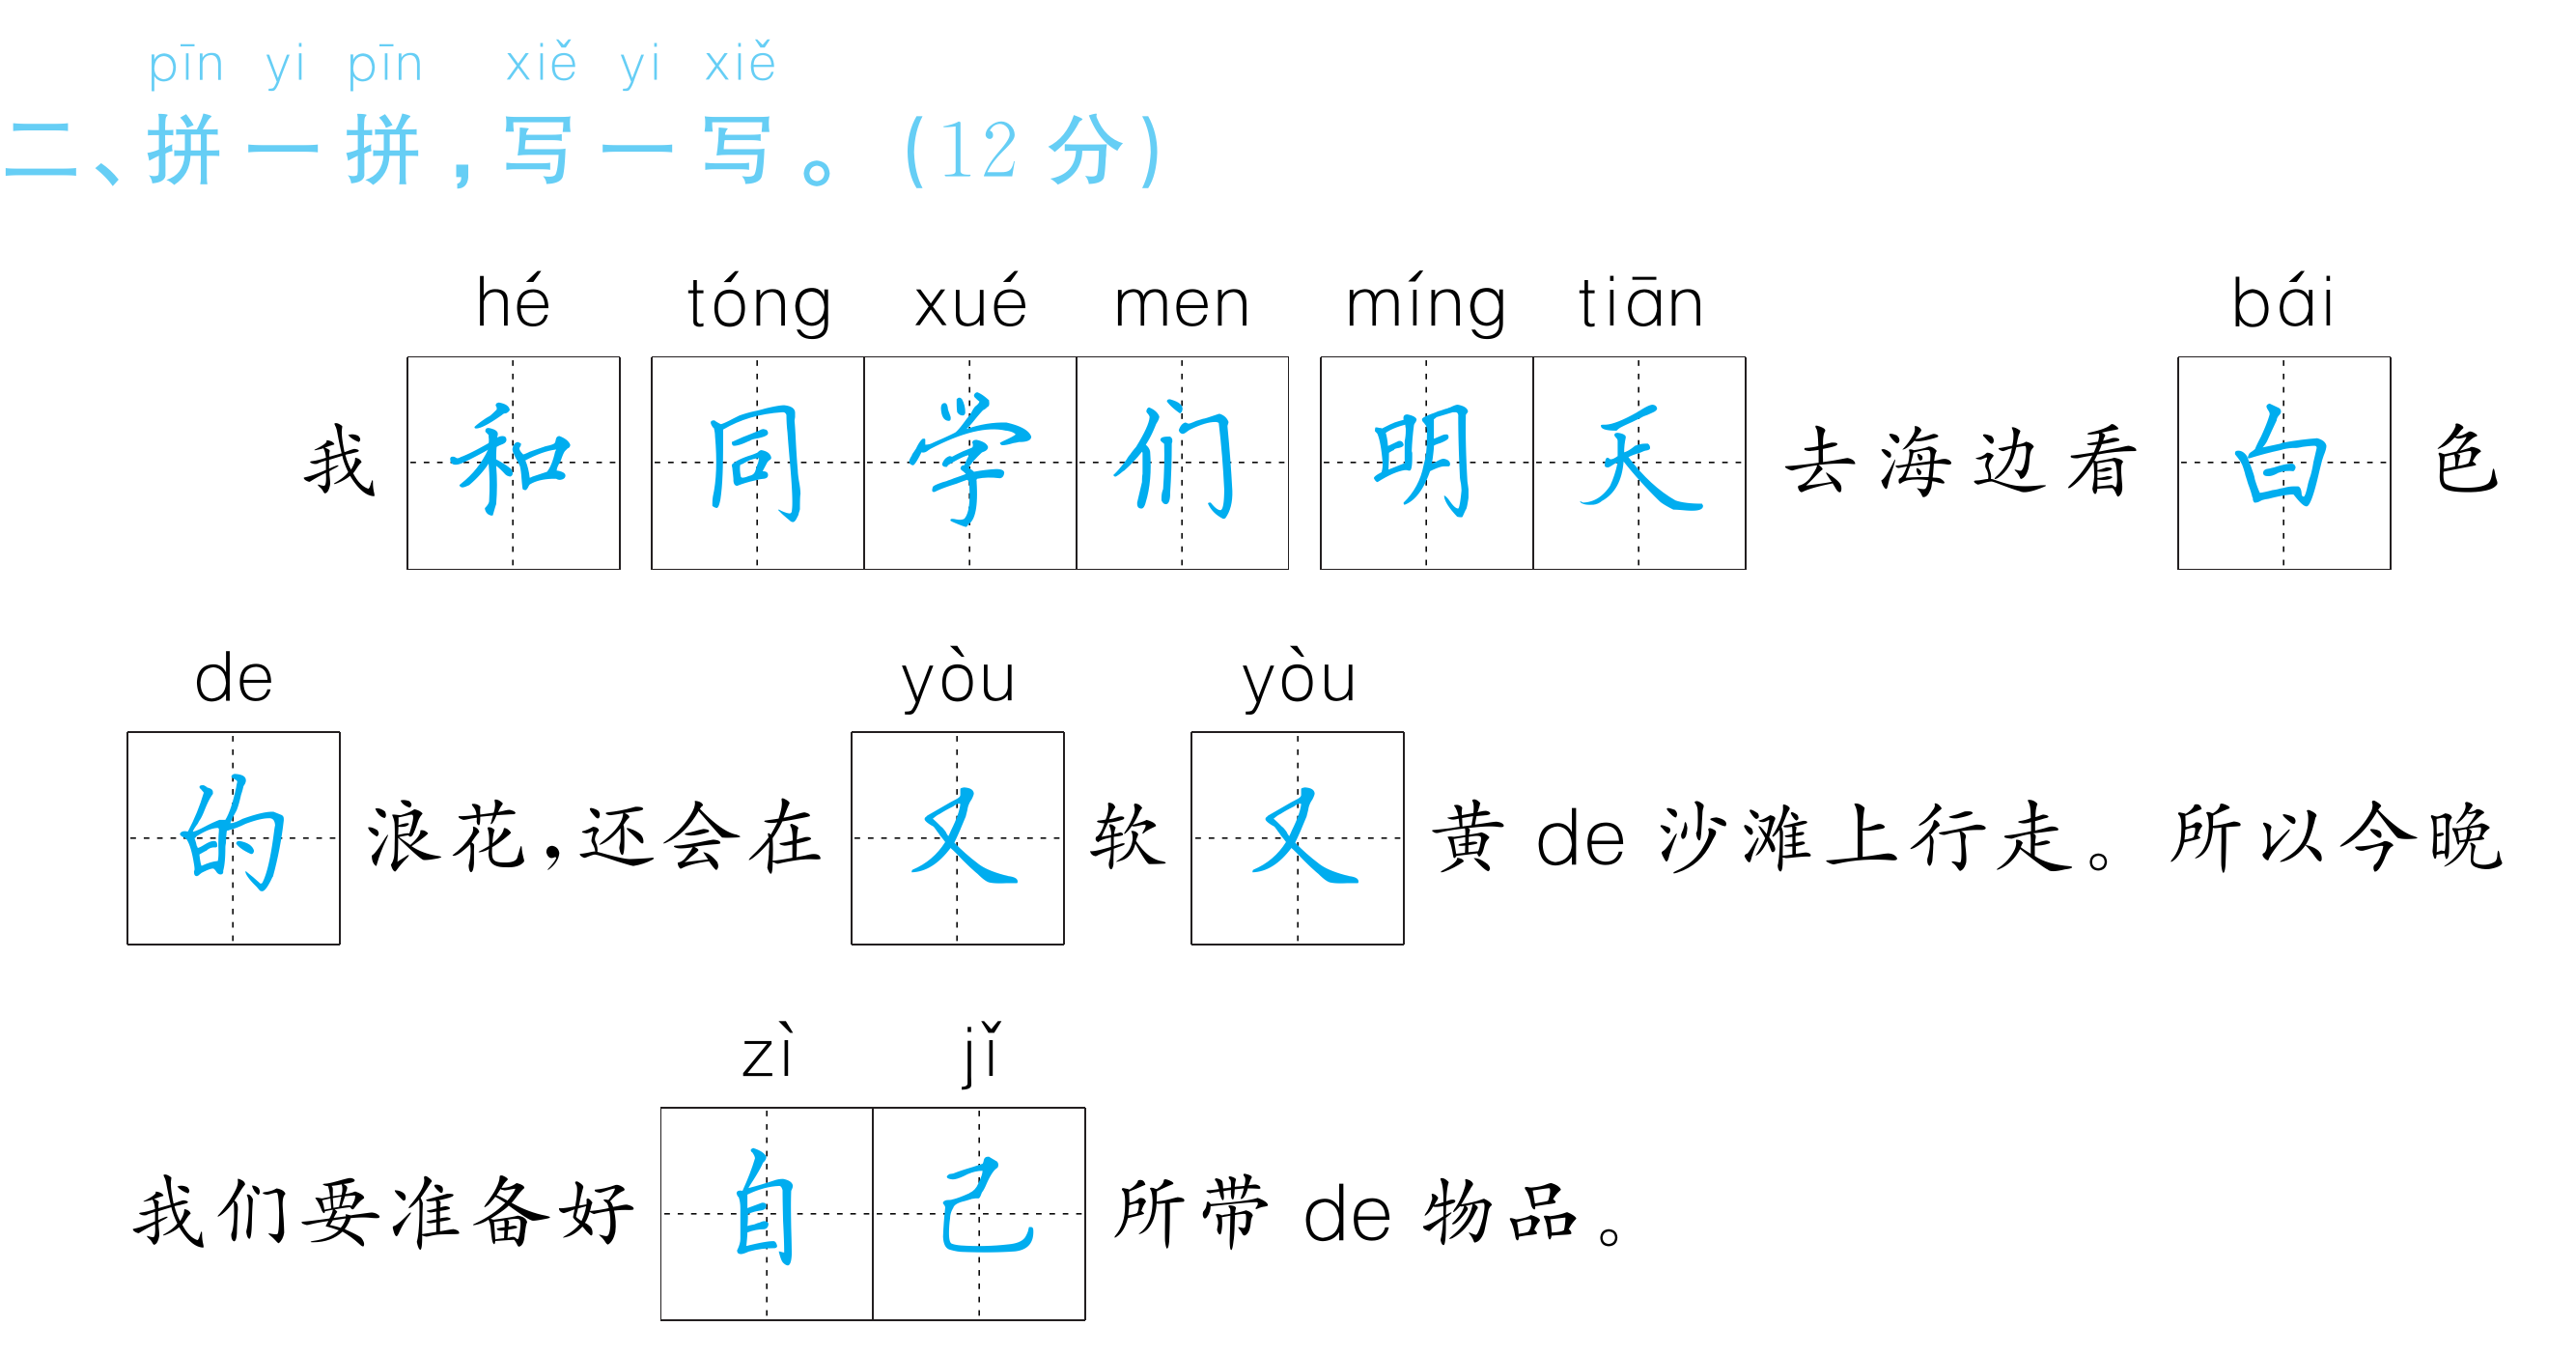 pīn yi pīn xiě yi xiě
二、拼一拼,写一写。(12分)
hé tóng xué men míng tiān bái
我和同学们明天去海边看白色
de yòu yòu
的浪花,还会在又软又黄de沙滩上行走。所以今晚
zì jǐ
我们要准备好自己所带de物品。